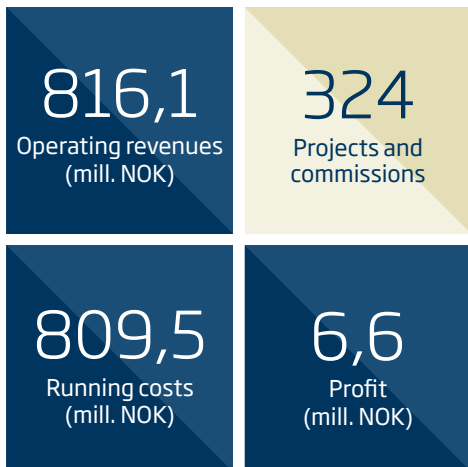 816,1
Operating revenues
(mill. NOK)
324
Projects and
commissions
809,5
Running costs
(mill. NOK)
6,6
Profit
(mill. NOK)